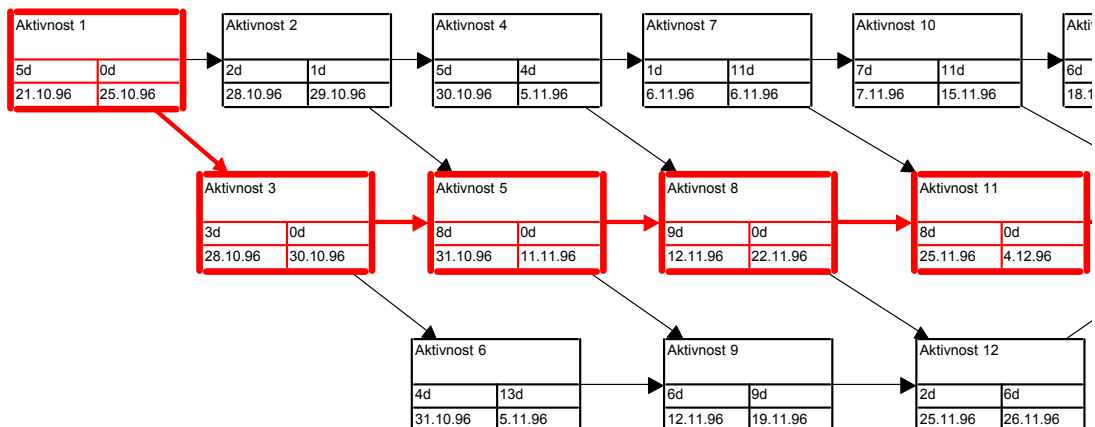 Aktivnost 1
5d 0d
21.10.96 25.10.96
Aktivnost 2
2d 1d
28.10.96 29.10.96
Aktivnost 4
5d 4d
30.10.96 5.11.96
Aktivnost 7
1d 11d
6.11.96 6.11.96
Aktivnost 10
7d 11d
7.11.96 15.11.96
6d
Aktivnost 3
3d 0d
28.10.96 30.10.96
Aktivnost 5
8d 0d
31.10.96 11.11.96
Aktivnost 8
9d 0d
12.11.96 22.11.96
Aktivnost 11
8d 0d
25.11.96 4.12.96
Aktivnost 6
4d 13d
31.10.96 5.11.96
Aktivnost 9
6d 9d
12.11.96 19.11.96
Aktivnost 12
2d 6d
25.11.96 26.11.96